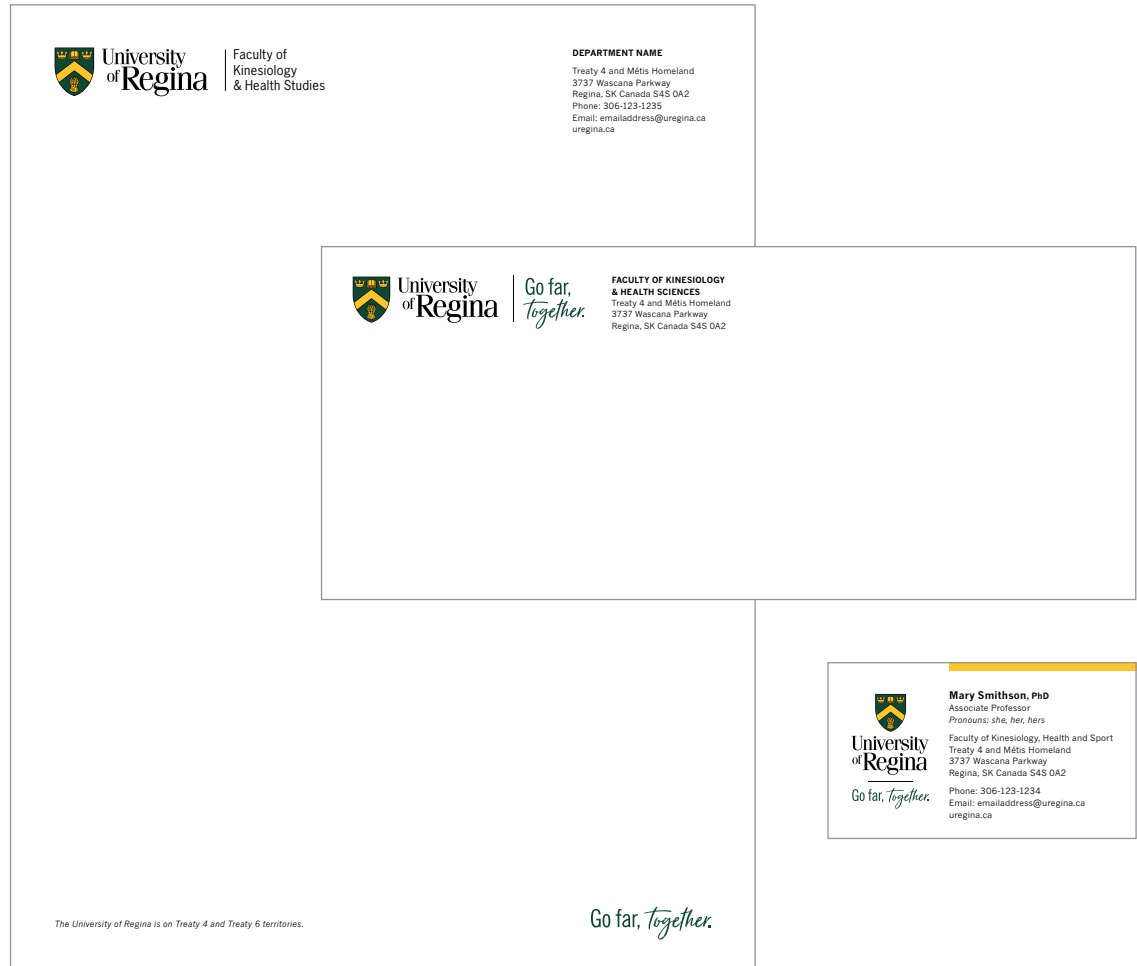 University
of Regina
Faculty of
Kinesiology
& Health Studies
DEPARTMENT NAME
Treaty 4 and Métis Homeland
3737 Wascana Parkway
Regina, SK Canada S4S 0A2
Phone: 306-123-1235
Email: emailaddress@uregina.ca
uregina.ca
University
of Regina
Go far,
Together.
FACULTY OF KINESIOLOGY
& HEALTH SCIENCES
Treaty 4 and Métis Homeland
3737 Wascana Parkway
Regina, SK Canada S4S 0A2
University
of Regina
Go far, Together.
Mary Smithson, PhD
Associate Professor
Pronouns: she, her, hers
Faculty of Kinesiology, Health and Sport
Treaty 4 and Métis Homeland
3737 Wascana Parkway
Regina, SK Canada S4S 0A2
Phone: 306-123-1234
Email: emailaddress@uregina.ca
uregina.ca
The University of Regina is on Treaty 4 and Treaty 6 territories.
Go far, Together.